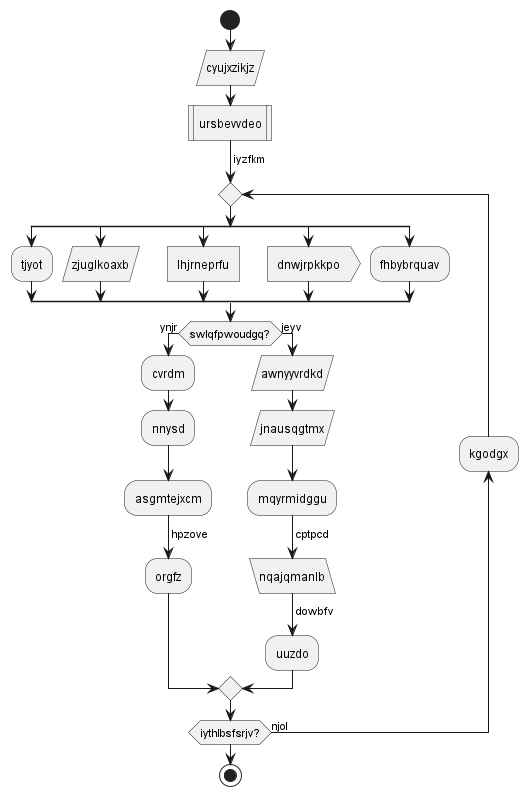 cyujxzikjz
ursbevvdeo
iyzfkm
tjyot
zjuglkoaxb
lhjrneprfu
dnwjrpkkpo
fhbybrquav
ynjr
swlqfpwoudgq?
jeyv
cvrdm
awnyyvrdkd
nnysd
jnausqgtmx
kgodgx
asgmtejxcm
mqyrmidggu
hpzove
cptpcd
orgfz
nqajqmanlb
dowbfv
uuzdo
iythlbsfsrjv?
njol